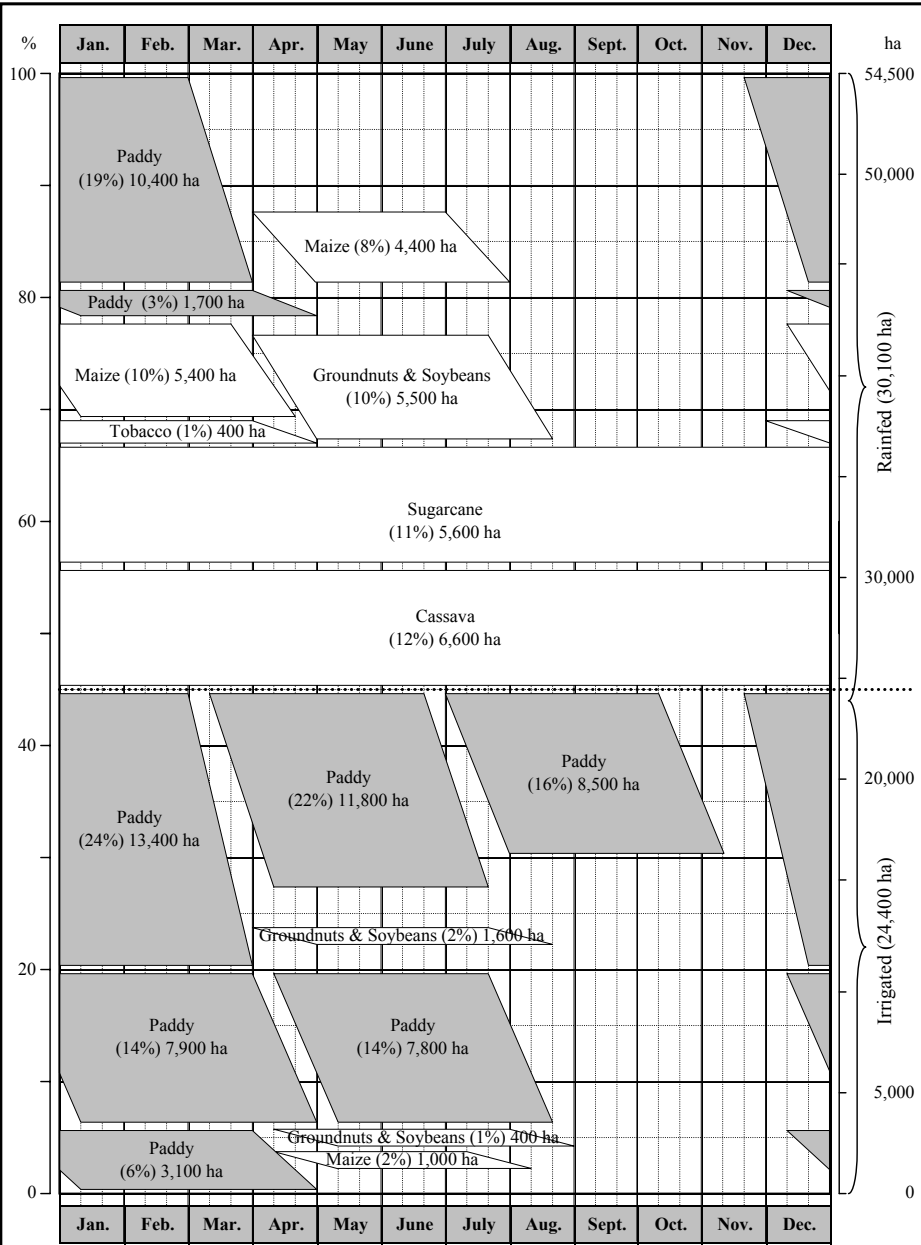 % Jan. Feb. Mar. Apr. May June July Aug. Sept. Oct. Nov. Dec. ha
100
54,500
Paddy
(19%) 10,400 ha
50,000
Maize (8%) 4,400 ha
80
Paddy (3%) 1,700 ha
Maize (10%) 5,400 ha
Groundnuts & Soybeans
(10%) 5,500 ha
Tobacco (1%) 400 ha
Rainfed (30,100 ha)
60
Sugarcane
(11%) 5,600 ha
30,000
Cassava
(12%) 6,600 ha
40
20,000
Paddy
(22%) 11,800 ha
Paddy
(16%) 8,500 ha
Paddy
(24%) 13,400 ha
Groundnuts & Soybeans (2%) 1,600 ha
Irrigated (24,400 ha)
20
Paddy
(14%) 7,900 ha
Paddy
(14%) 7,800 ha
5,000
Groundnuts & Soybeans (1%) 400 ha
Maize (2%) 1,000 ha
Paddy
(6%) 3,100 ha
0
0
Jan. Feb. Mar. Apr. May June July Aug. Sept. Oct. Nov. Dec.